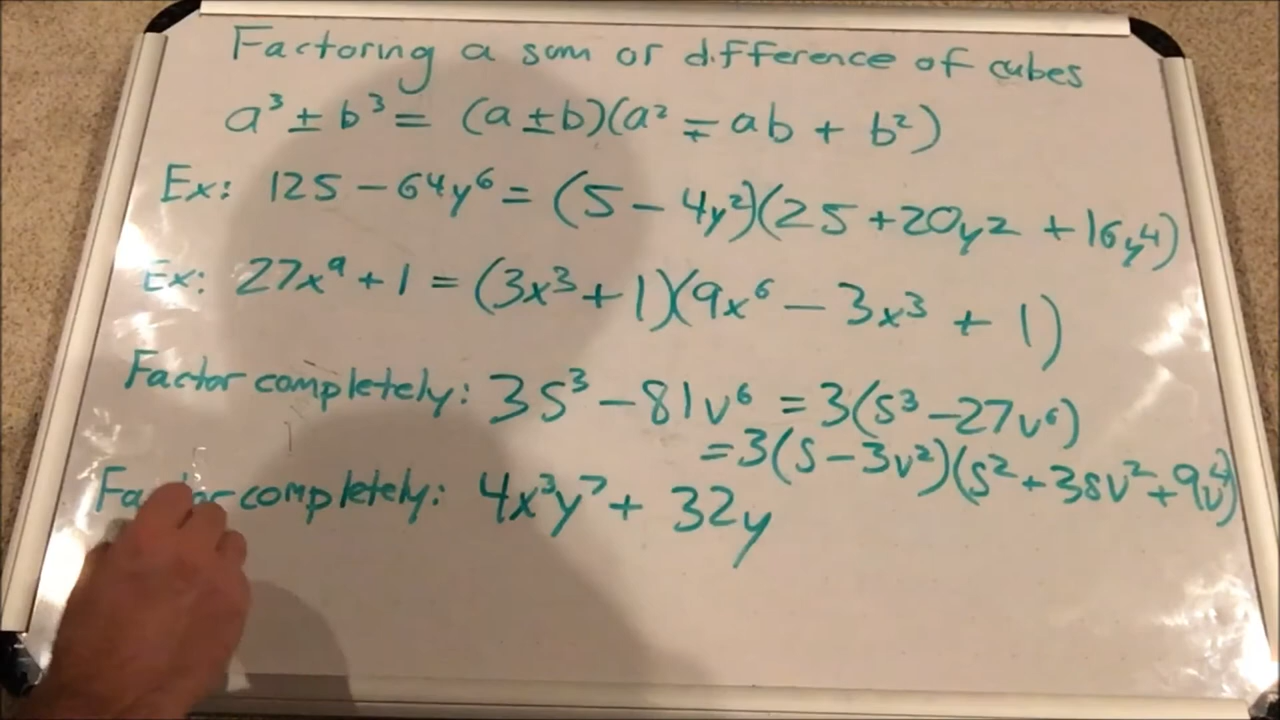 Factoring a sum or difference of cubes
a³ ± b³ = (a ± b)(a² ∓ ab + b²)
Ex: 125 − 64y⁶ = (5 − 4y²)(25 + 20y² + 16y⁴)
Ex: 27x⁹ + 1 = (3x³ + 1)(9x⁶ − 3x³ + 1)
Factor completely: 3s³ − 81v⁶ = 3(s³ − 27v⁶)
= 3(s − 3v²)(s² + 3sv² + 9v⁴)
Factor completely: 4x³y⁷ + 32y